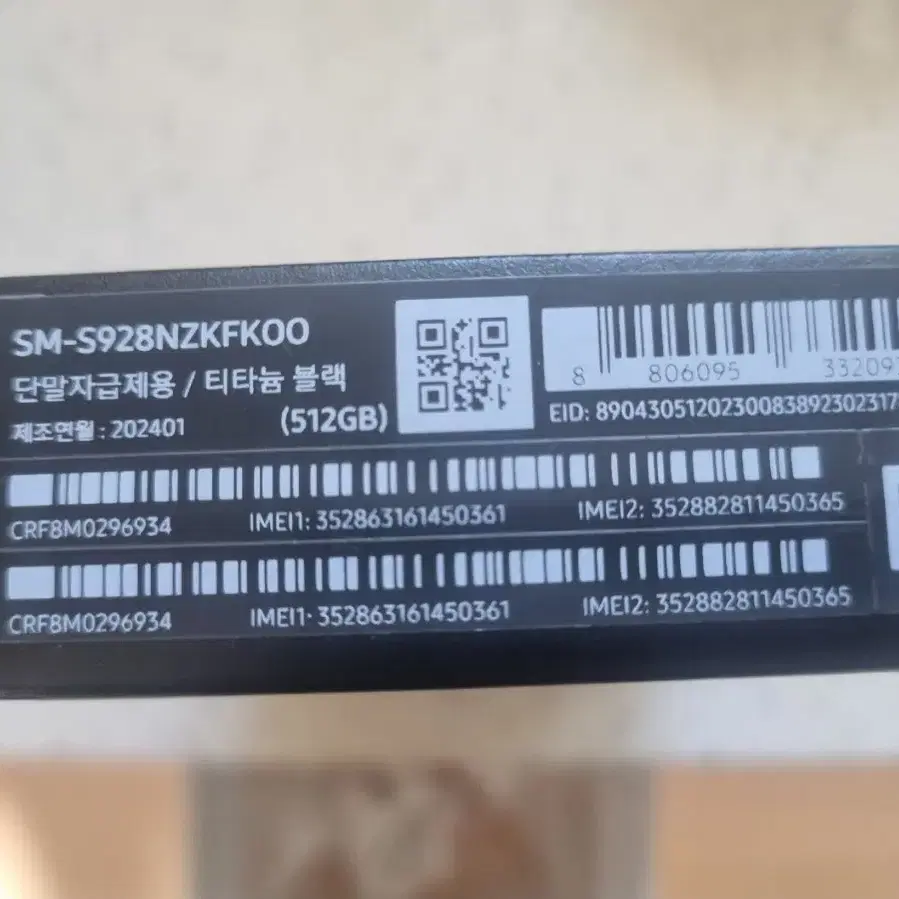 SM-S928NZKFKOO
단말자급제용 / 티타늄 블랙
제조연월 : 202401
(512GB)
8 806095 33209
EID: 8904305120230083892302317
CRF8M0296934 IMEI1: 352863161450361 IMEI2: 352882811450365
CRF8M0296934 IMEI1: 352863161450361 IMEI2: 352882811450365